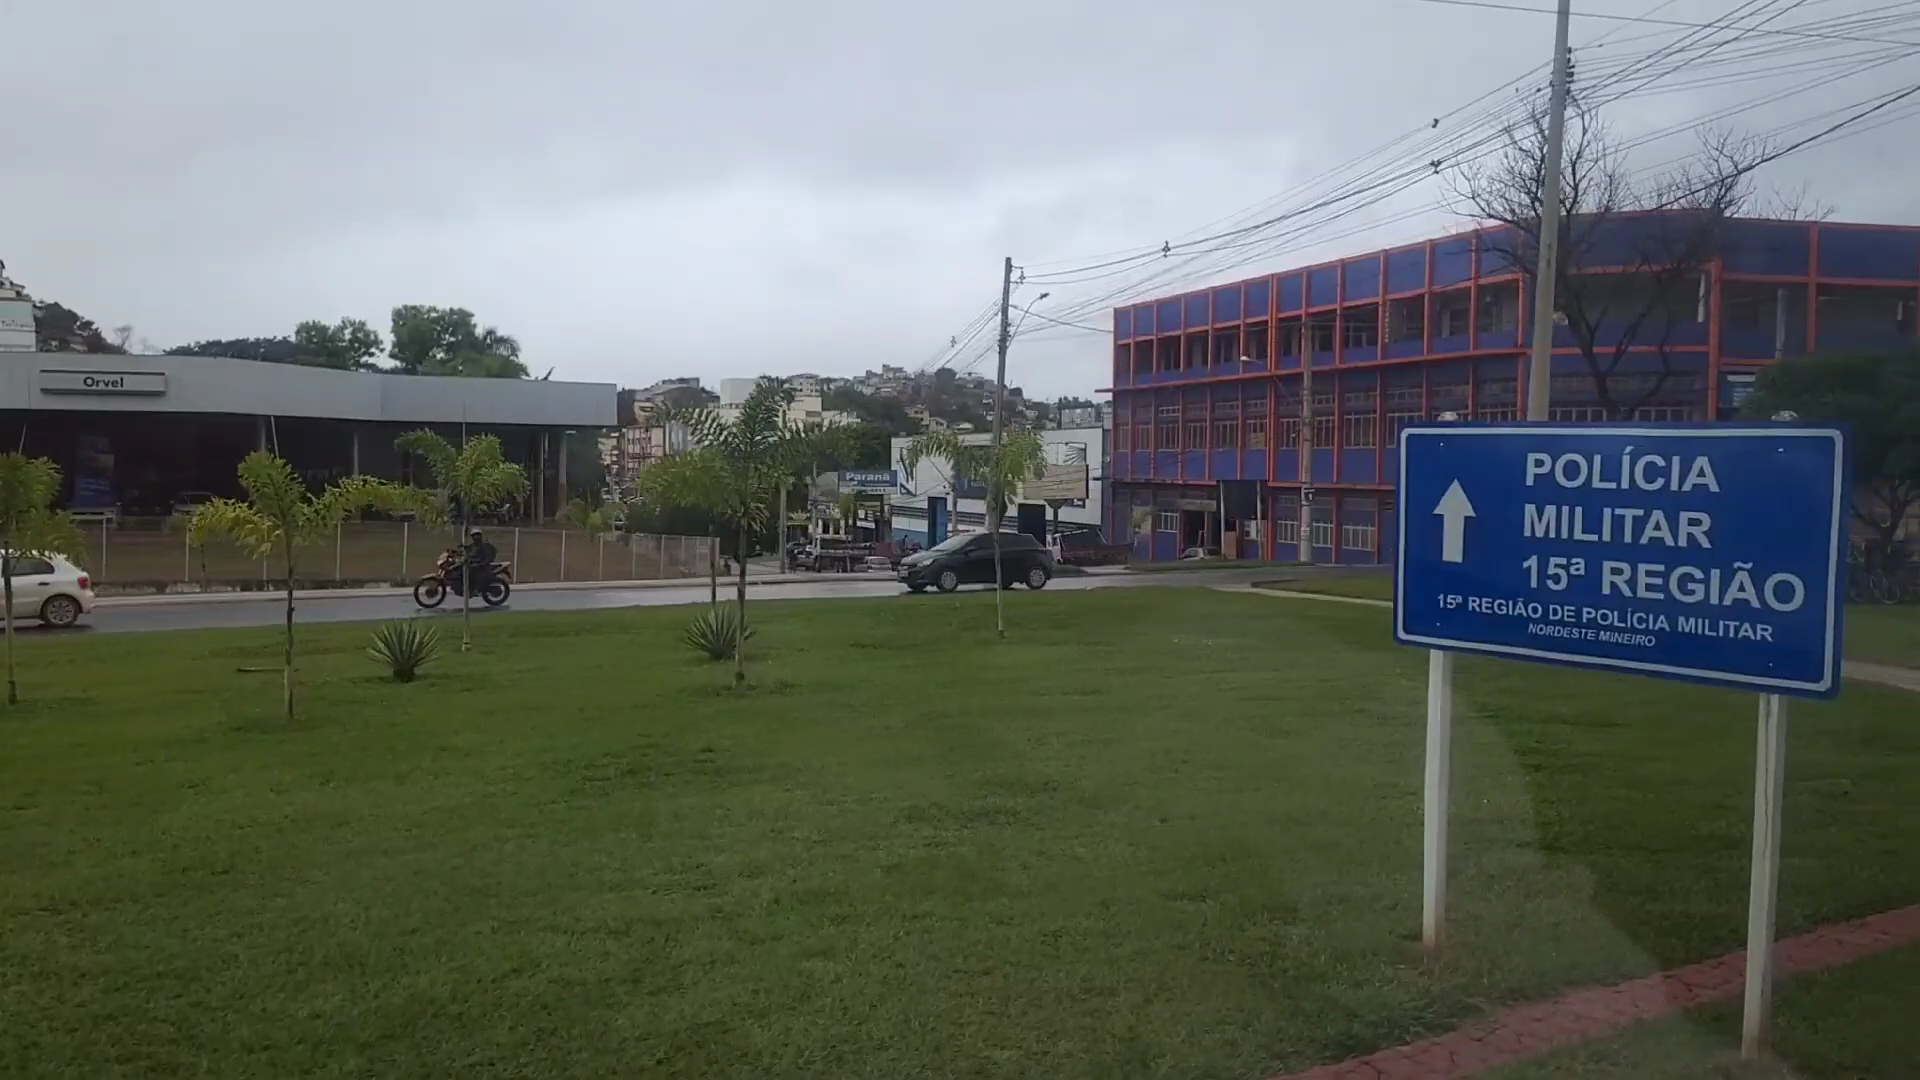 Orvel
Paraná
POLÍCIA
MILITAR
15ª REGIÃO
15ª REGIÃO DE POLÍCIA MILITAR
NORDESTE MINEIRO